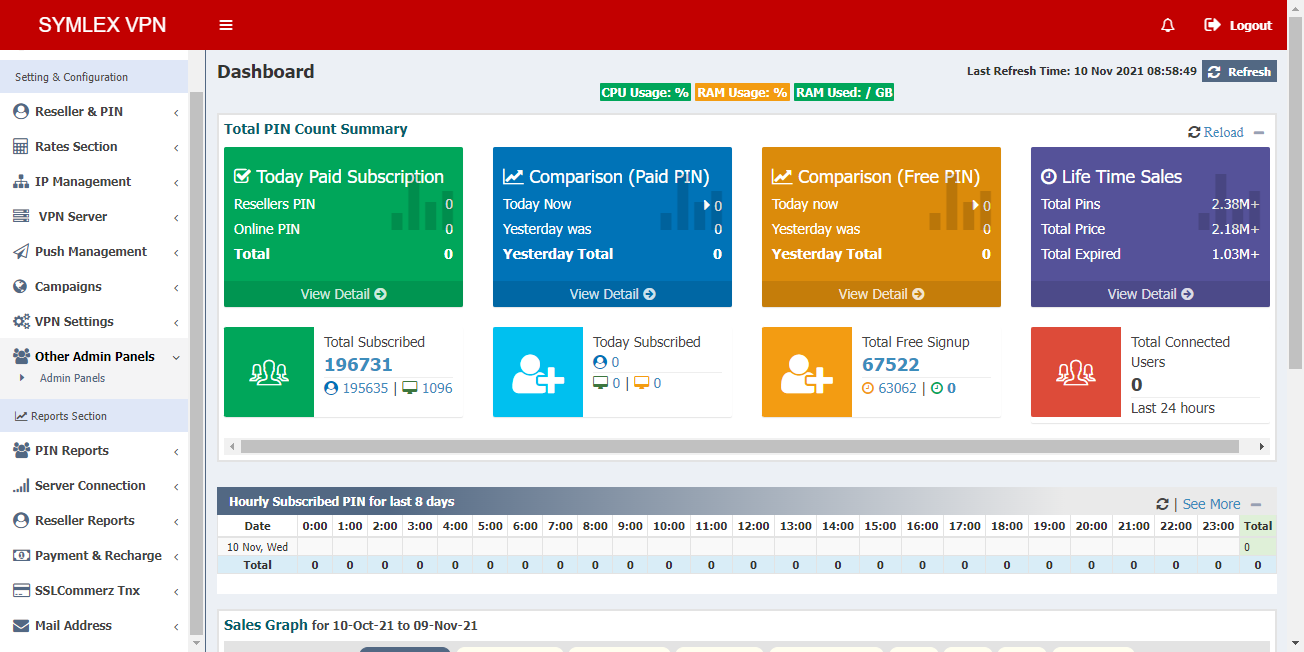 SYMLEX VPN
Logout
Setting & Configuration
Reseller & PIN
Rates Section
IP Management
VPN Server
Push Management
Campaigns
VPN Settings
Other Admin Panels
Admin Panels
Reports Section
PIN Reports
Server Connection
Reseller Reports
Payment & Recharge
SSLCommerz Tnx
Mail Address
Dashboard
Last Refresh Time: 10 Nov 2021 08:58:49 Refresh
CPU Usage: % RAM Usage: % RAM Used: / GB
Total PIN Count Summary
Reload
Today Paid Subscription
Resellers PIN 0
Online PIN 0
Total 0
View Detail
Comparison (Paid PIN)
Today Now 0
Yesterday was 0
Yesterday Total 0
View Detail
Comparison (Free PIN)
Today now 0
Yesterday was 0
Yesterday Total 0
View Detail
Life Time Sales
Total Pins 2.38M+
Total Price 2.18M+
Total Expired 1.03M+
View Detail
Total Subscribed
196731
195635 | 1096
Today Subscribed
0
0 | 0
Total Free Signup
67522
63062 | 0
Total Connected
Users
0
Last 24 hours
Hourly Subscribed PIN for last 8 days
| See More
Date 0:00 1:00 2:00 3:00 4:00 5:00 6:00 7:00 8:00 9:00 10:00 11:00 12:00 13:00 14:00 15:00 16:00 17:00 18:00 19:00 20:00 21:00 22:00 23:00 Total
10 Nov, Wed 0
Total 0 0 0 0 0 0 0 0 0 0 0 0 0 0 0 0 0 0 0 0 0 0 0 0 0
Sales Graph for 10-Oct-21 to 09-Nov-21